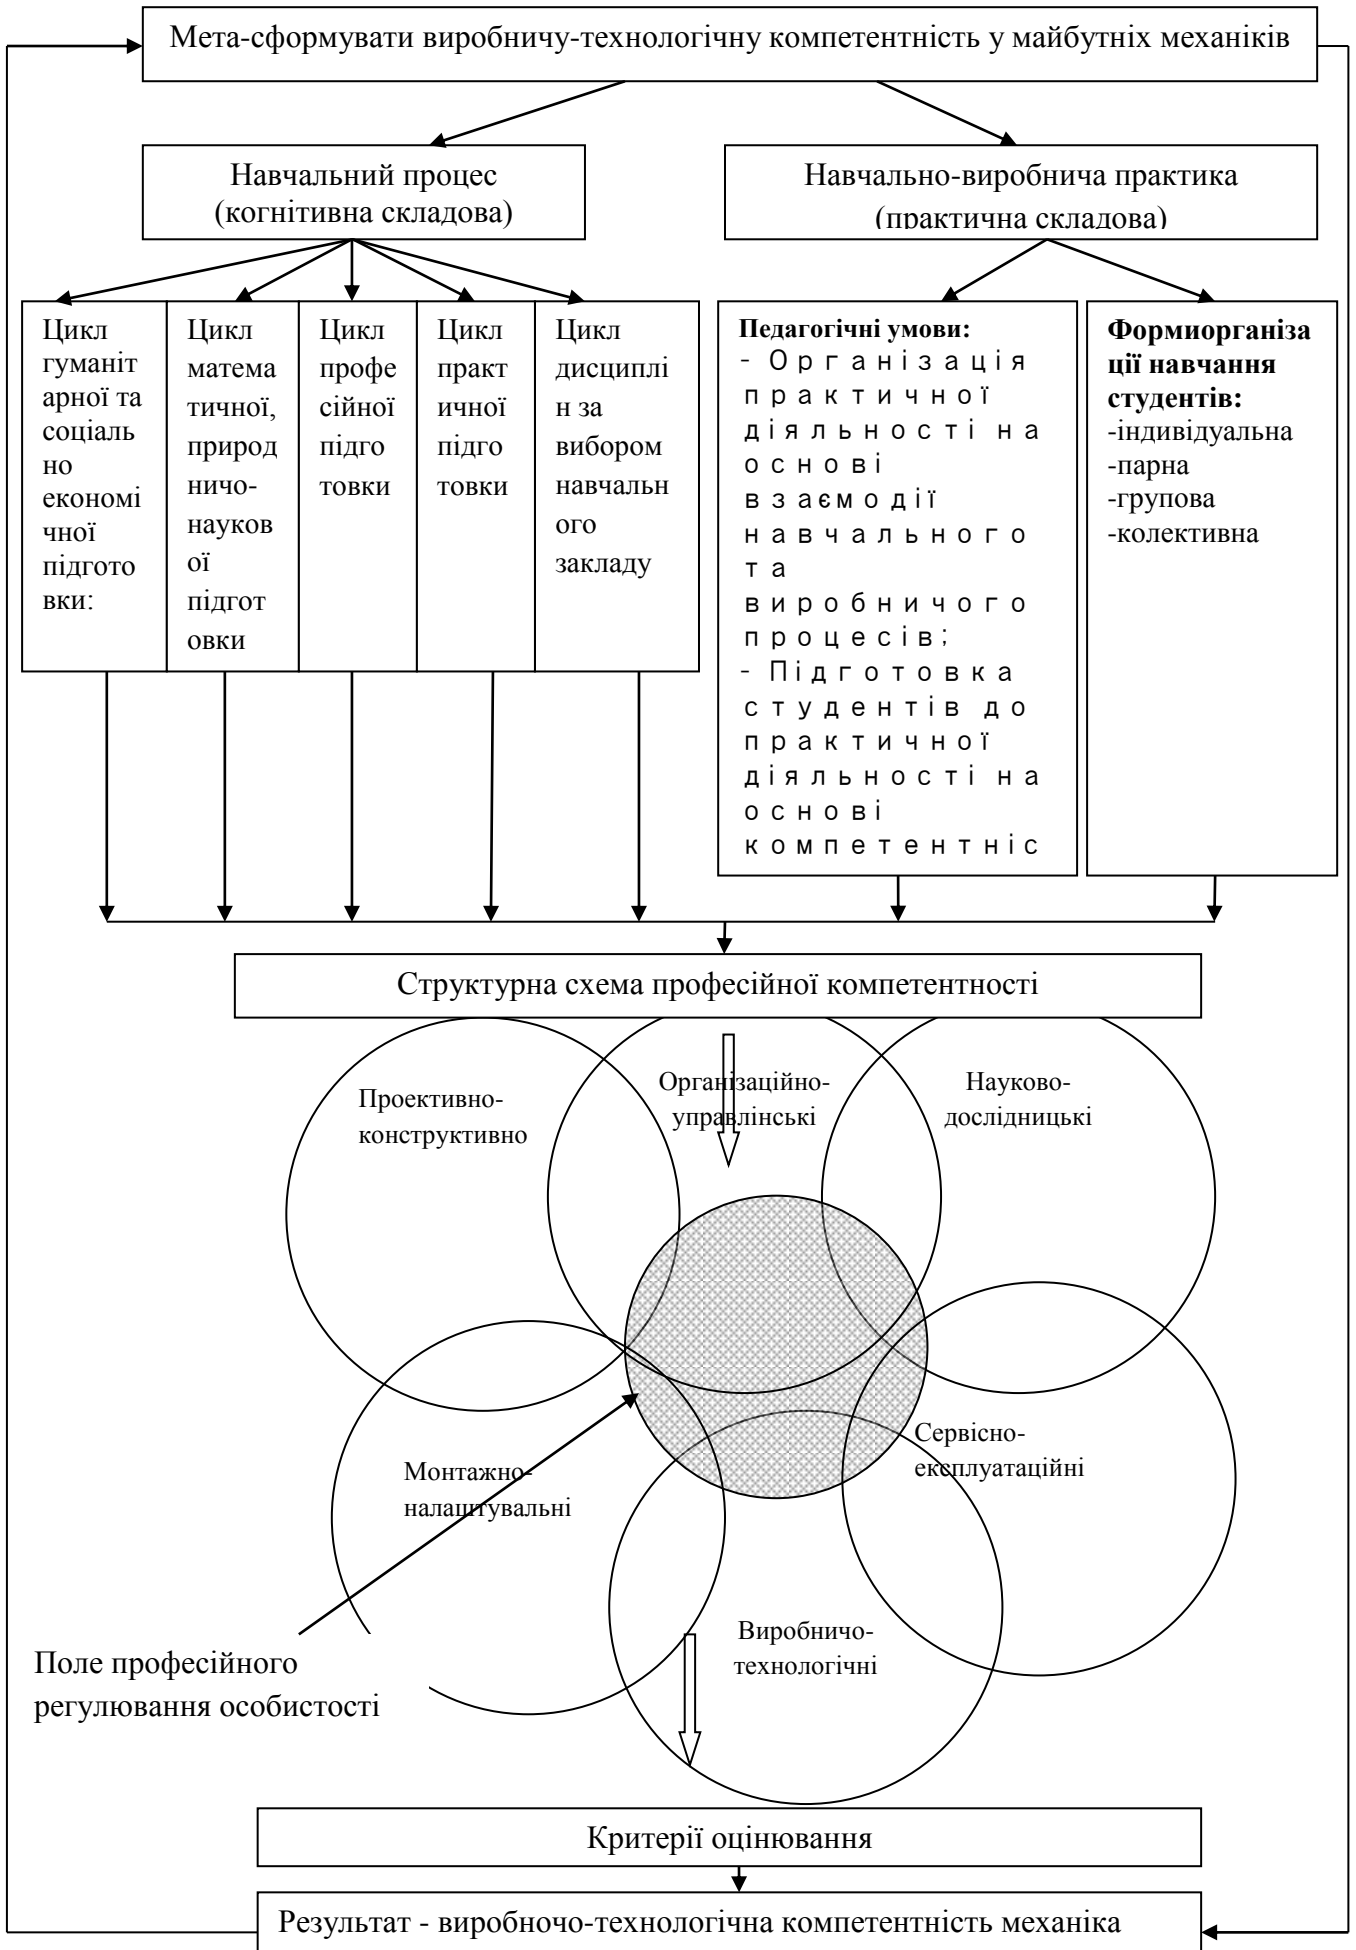 Мета-сформувати виробничу-технологічну компетентність у майбутніх механіків
Навчальний процес
(когнітивна складова)
Навчально-виробнича практика
(практична складова)
Цикл
гуманіт
арної та
соціаль
но
економі
чної
підгото
вки:
Цикл
матема
тичної,
природ
ничо-
науков
ої
підгот
овки
Цикл
профе
сійної
підго
товки
Цикл
практ
ичної
підго
товки
Цикл
дисциплі
н за
вибором
навчальн
ого
закладу
Педагогічні умови:
- Організація
практичної
діяльності на
основі
взаємодії
навчального
та
виробничого
процесів;
- Підготовка
студентів до
практичної
діяльності на
основі
компетентніс
Формиорганіза
ції навчання
студентів:
-індивідуальна
-парна
-групова
-колективна
Структурна схема професійної компетентності
Проективно-
конструктивно
Організаційно-
управлінські
Науково-
дослідницькі
Монтажно-
налаштувальні
Сервісно-
експлуатаційні
Виробничо-
технологічні
Поле професійного
регулювання особистості
Критерії оцінювання
Результат - виробночо-технологічна компетентність механіка